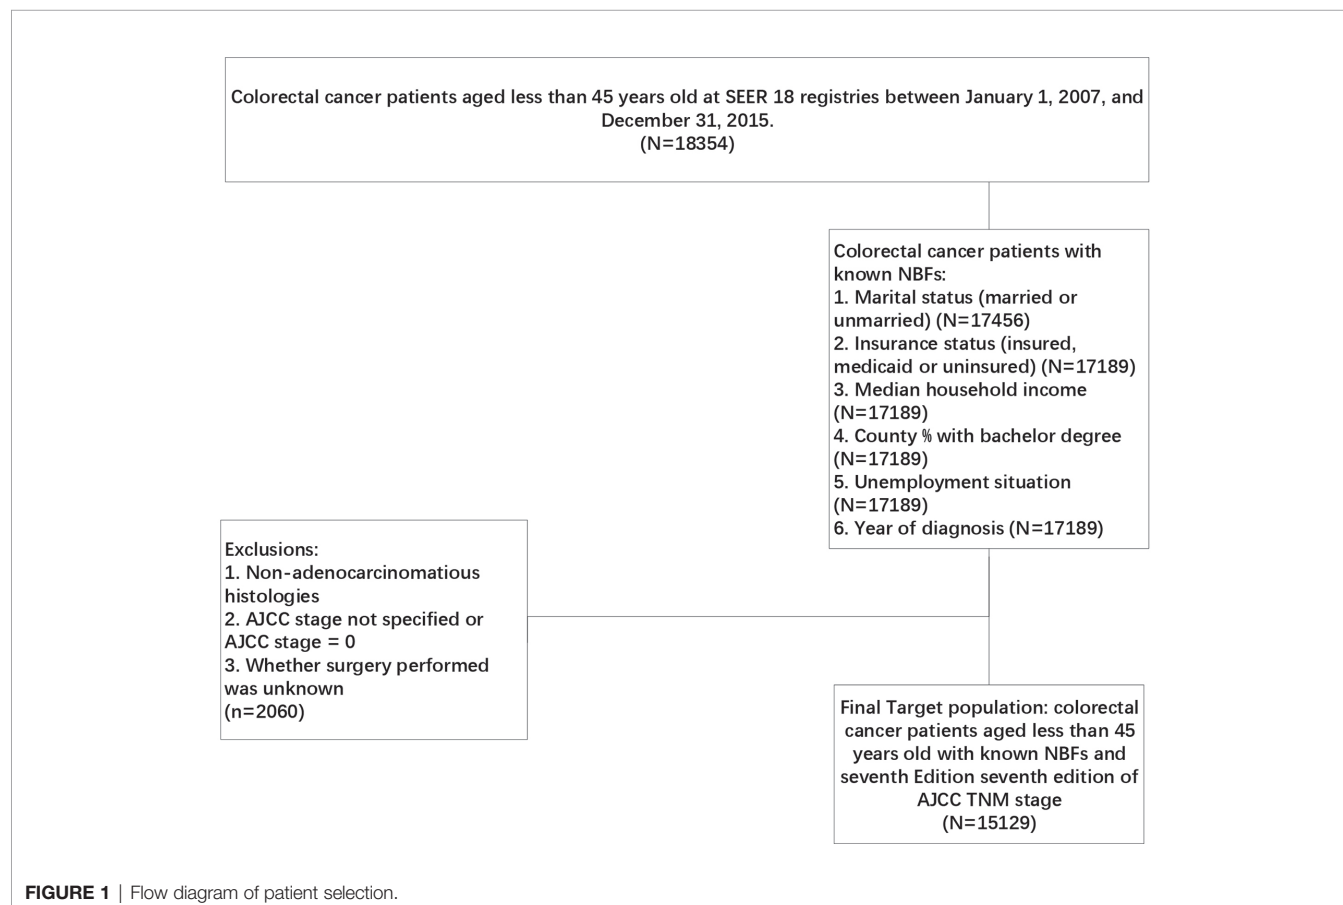 Colorectal cancer patients aged less than 45 years old at SEER 18 registries between January 1, 2007, and
December 31, 2015.
(N=18354)
Colorectal cancer patients with
known NBFs:
1. Marital status (married or
unmarried) (N=17456)
2. Insurance status (insured,
medicaid or uninsured) (N=17189)
3. Median household income
(N=17189)
4. County % with bachelor degree
(N=17189)
5. Unemployment situation
(N=17189)
6. Year of diagnosis (N=17189)
Exclusions:
1. Non-adenocarcinomatious
histologies
2. AJCC stage not specified or
AJCC stage = 0
3. Whether surgery performed
was unknown
(n=2060)
Final Target population: colorectal
cancer patients aged less than 45
years old with known NBFs and
seventh Edition seventh edition of
AJCC TNM stage
(N=15129)
FIGURE 1 | Flow diagram of patient selection.